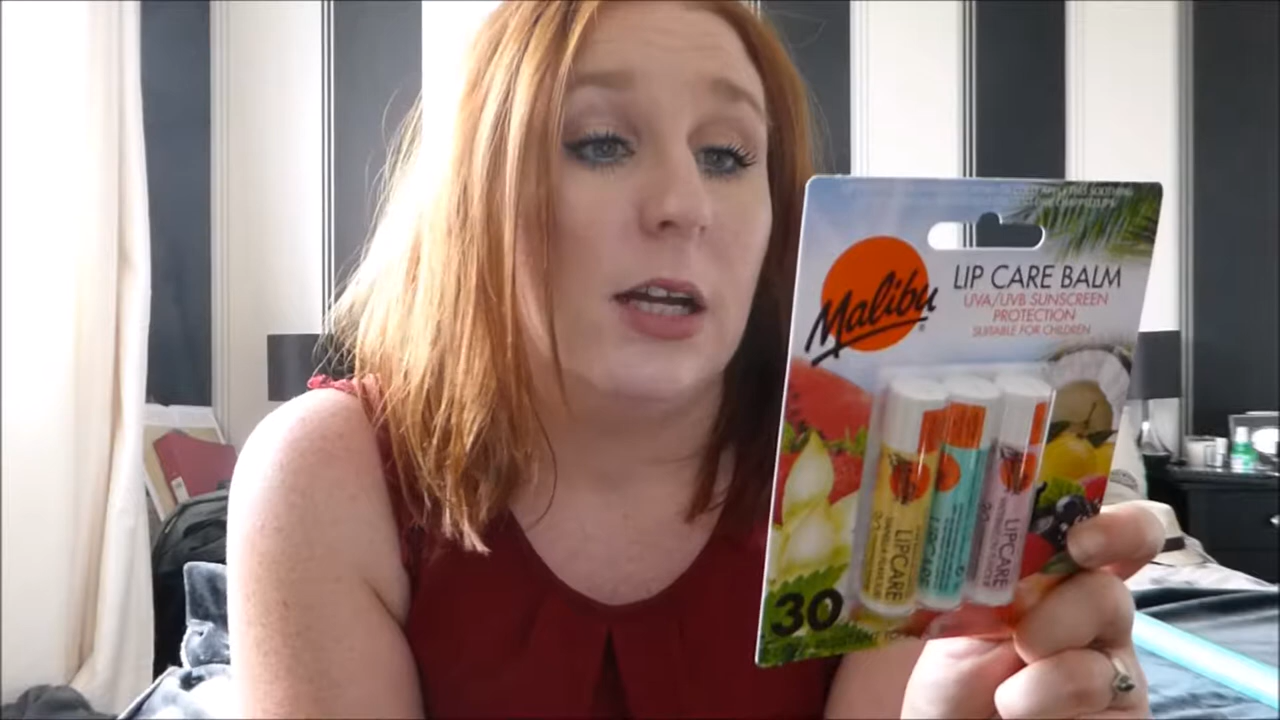 Malibu
LIP CARE BALM
UVA/UVB SUNSCREEN
PROTECTION
SUITABLE FOR CHILDREN
LIPCARE
LIPCARE
LIPCARE
30